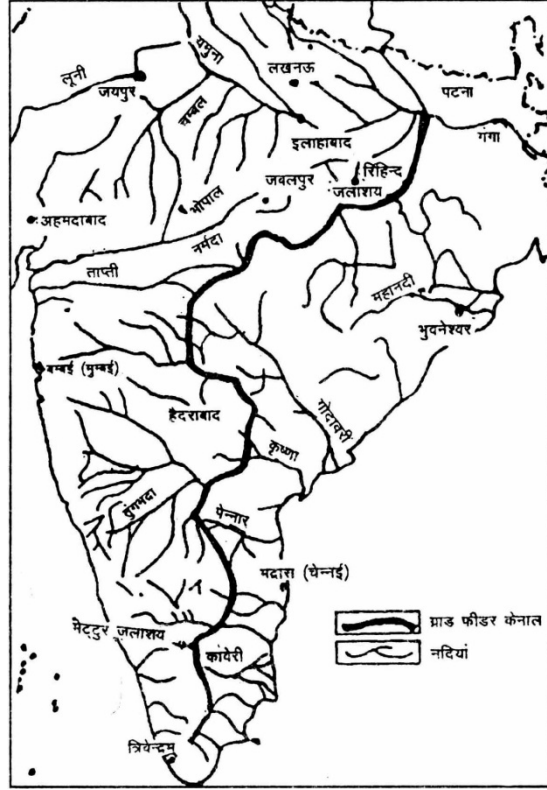 यमुना
लखनऊ
लूनी
जयपुर
पटना
चम्बल
इलाहाबाद
गंगा
रिहिन्द
जलाशय
जबलपुर
भोपाल
अहमदाबाद
नर्मदा
ताप्ती
महानदी
भुवनेश्वर
बम्बई (मुम्बई)
हैदराबाद
गोदावरी
कृष्णा
तुंगभद्रा
पेन्नार
मद्रास (चेन्नई)
ग्राड फीडर केनाल
मेट्टुर जलाशय
कावेरी
नदियां
त्रिवेन्द्रम